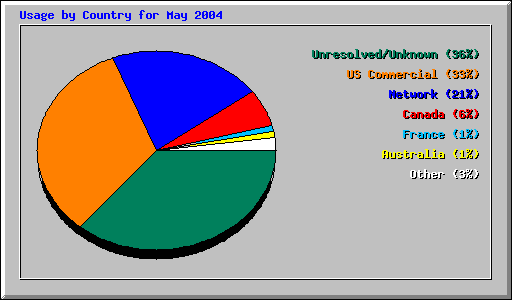 Usage by Country for May 2004
Unresolved/Unknown (36%)
US Commercial (33%)
Network (21%)
Canada (6%)
France (1%)
Australia (1%)
Other (3%)